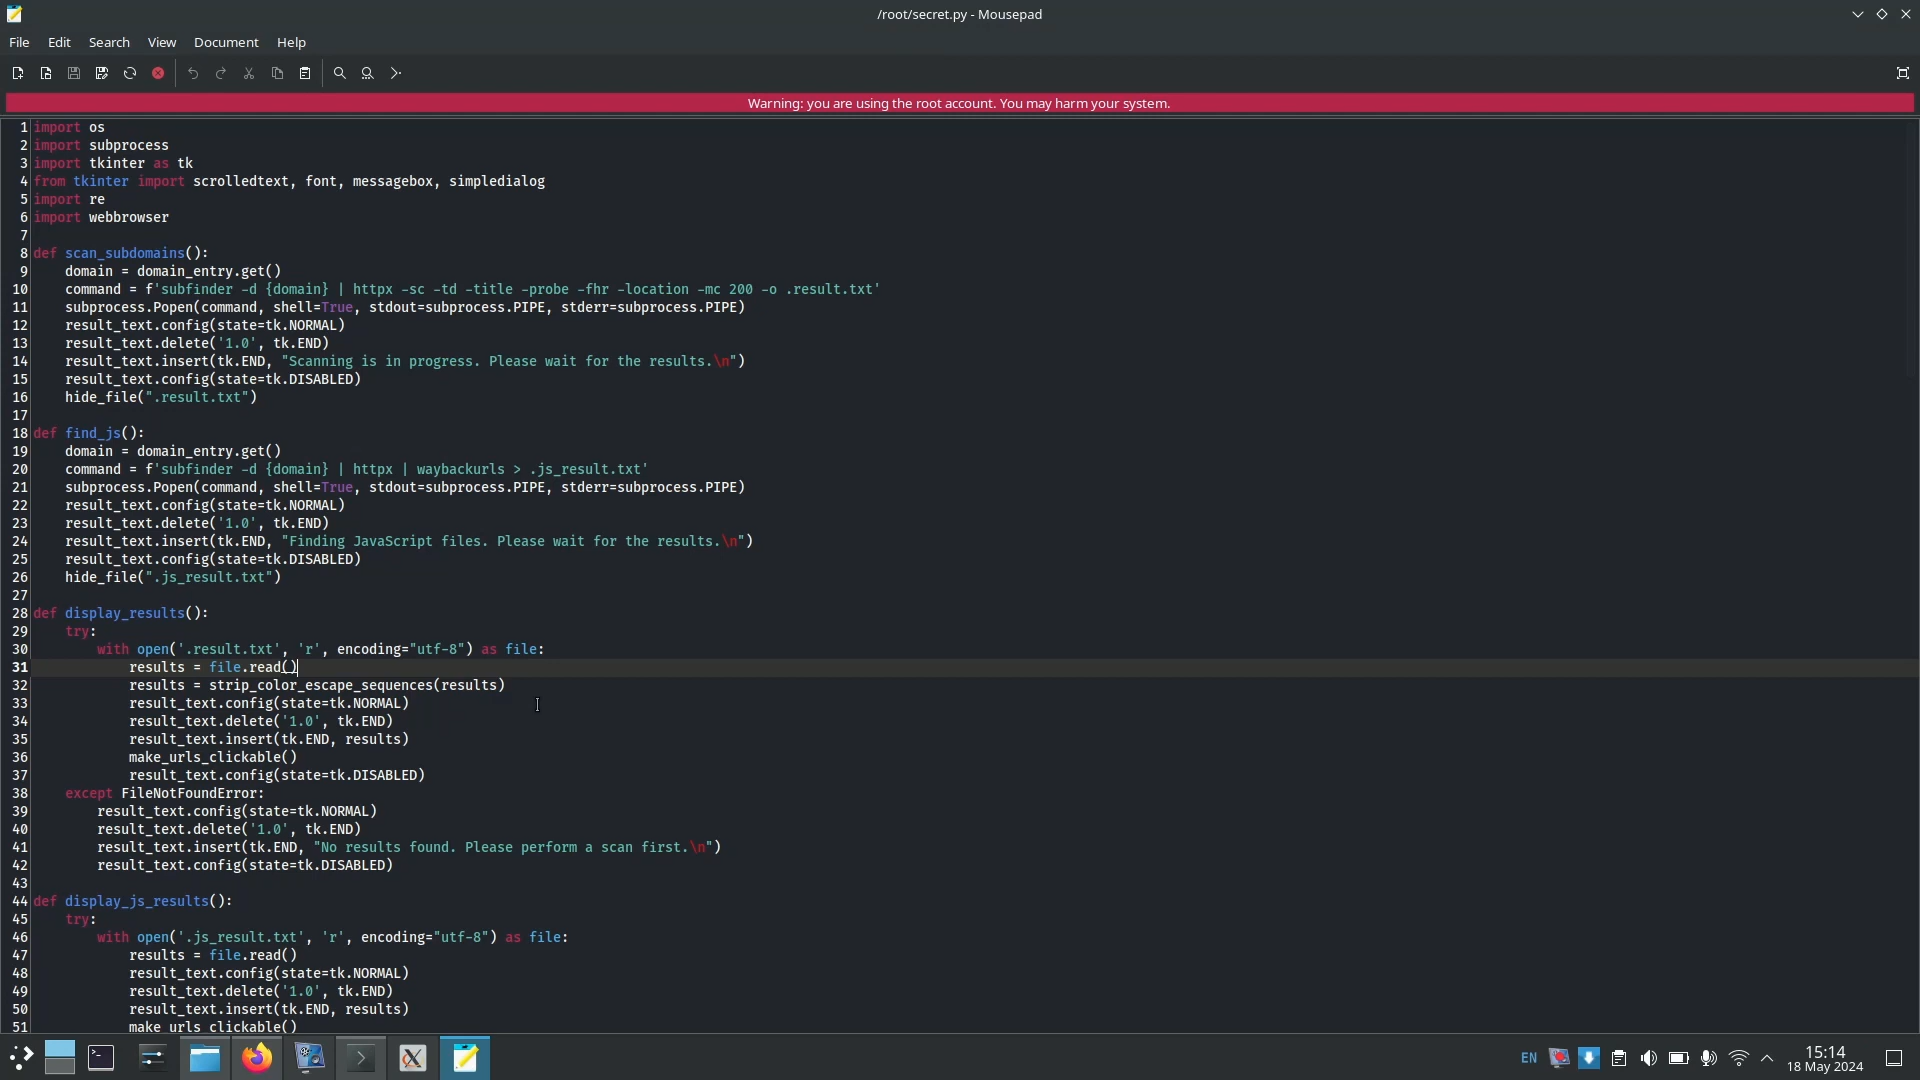 /root/secret.py - Mousepad
File Edit Search View Document Help
Warning: you are using the root account. You may harm your system.
1 import os
2 import subprocess
3 import tkinter as tk
4 from tkinter import scrolledtext, font, messagebox, simpledialog
5 import re
6 import webbrowser
7
8 def scan_subdomains():
9     domain = domain_entry.get()
10     command = f'subfinder -d {domain} | httpx -sc -td -title -probe -fhr -location -mc 200 -o .result.txt'
11     subprocess.Popen(command, shell=True, stdout=subprocess.PIPE, stderr=subprocess.PIPE)
12     result_text.config(state=tk.NORMAL)
13     result_text.delete('1.0', tk.END)
14     result_text.insert(tk.END, "Scanning is in progress. Please wait for the results.\n")
15     result_text.config(state=tk.DISABLED)
16     hide_file(".result.txt")
17
18 def find_js():
19     domain = domain_entry.get()
20     command = f'subfinder -d {domain} | httpx | waybackurls > .js_result.txt'
21     subprocess.Popen(command, shell=True, stdout=subprocess.PIPE, stderr=subprocess.PIPE)
22     result_text.config(state=tk.NORMAL)
23     result_text.delete('1.0', tk.END)
24     result_text.insert(tk.END, "Finding JavaScript files. Please wait for the results.\n")
25     result_text.config(state=tk.DISABLED)
26     hide_file(".js_result.txt")
27
28 def display_results():
29     try:
30         with open('.result.txt', 'r', encoding="utf-8") as file:
31             results = file.read()
32             results = strip_color_escape_sequences(results)
33             result_text.config(state=tk.NORMAL)
34             result_text.delete('1.0', tk.END)
35             result_text.insert(tk.END, results)
36             make_urls_clickable()
37             result_text.config(state=tk.DISABLED)
38     except FileNotFoundError:
39         result_text.config(state=tk.NORMAL)
40         result_text.delete('1.0', tk.END)
41         result_text.insert(tk.END, "No results found. Please perform a scan first.\n")
42         result_text.config(state=tk.DISABLED)
43
44 def display_js_results():
45     try:
46         with open('.js_result.txt', 'r', encoding="utf-8") as file:
47             results = file.read()
48             result_text.config(state=tk.NORMAL)
49             result_text.delete('1.0', tk.END)
50             result_text.insert(tk.END, results)
51             make_urls_clickable()
EN
15:14
18 May 2024